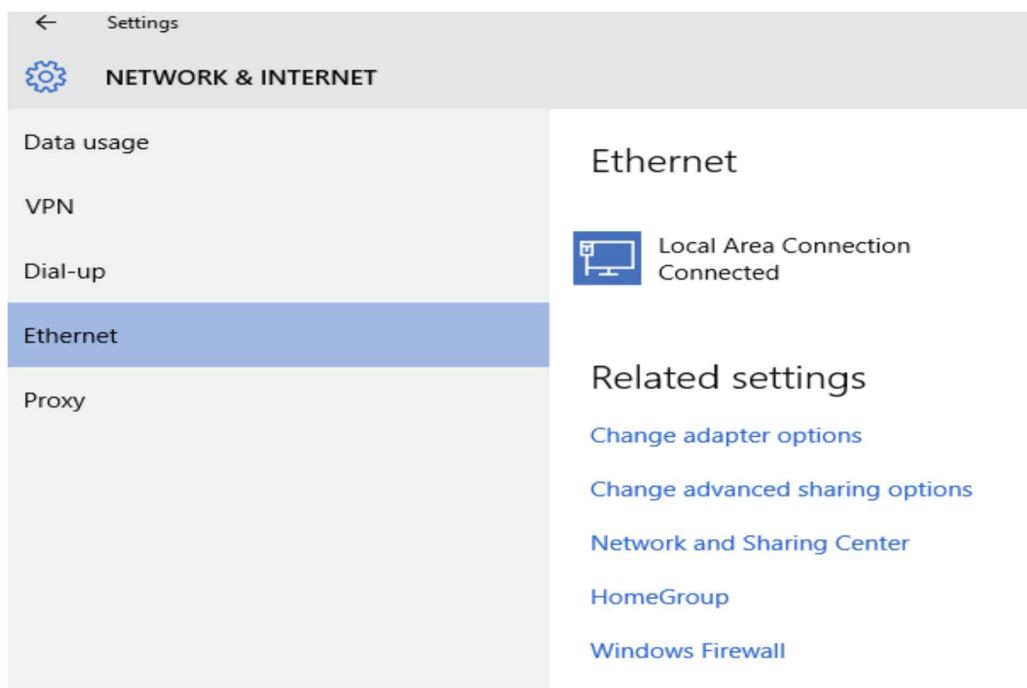 Settings
NETWORK & INTERNET
Data usage
VPN
Dial-up
Ethernet
Proxy
Ethernet
Local Area Connection
Connected
Related settings
Change adapter options
Change advanced sharing options
Network and Sharing Center
HomeGroup
Windows Firewall